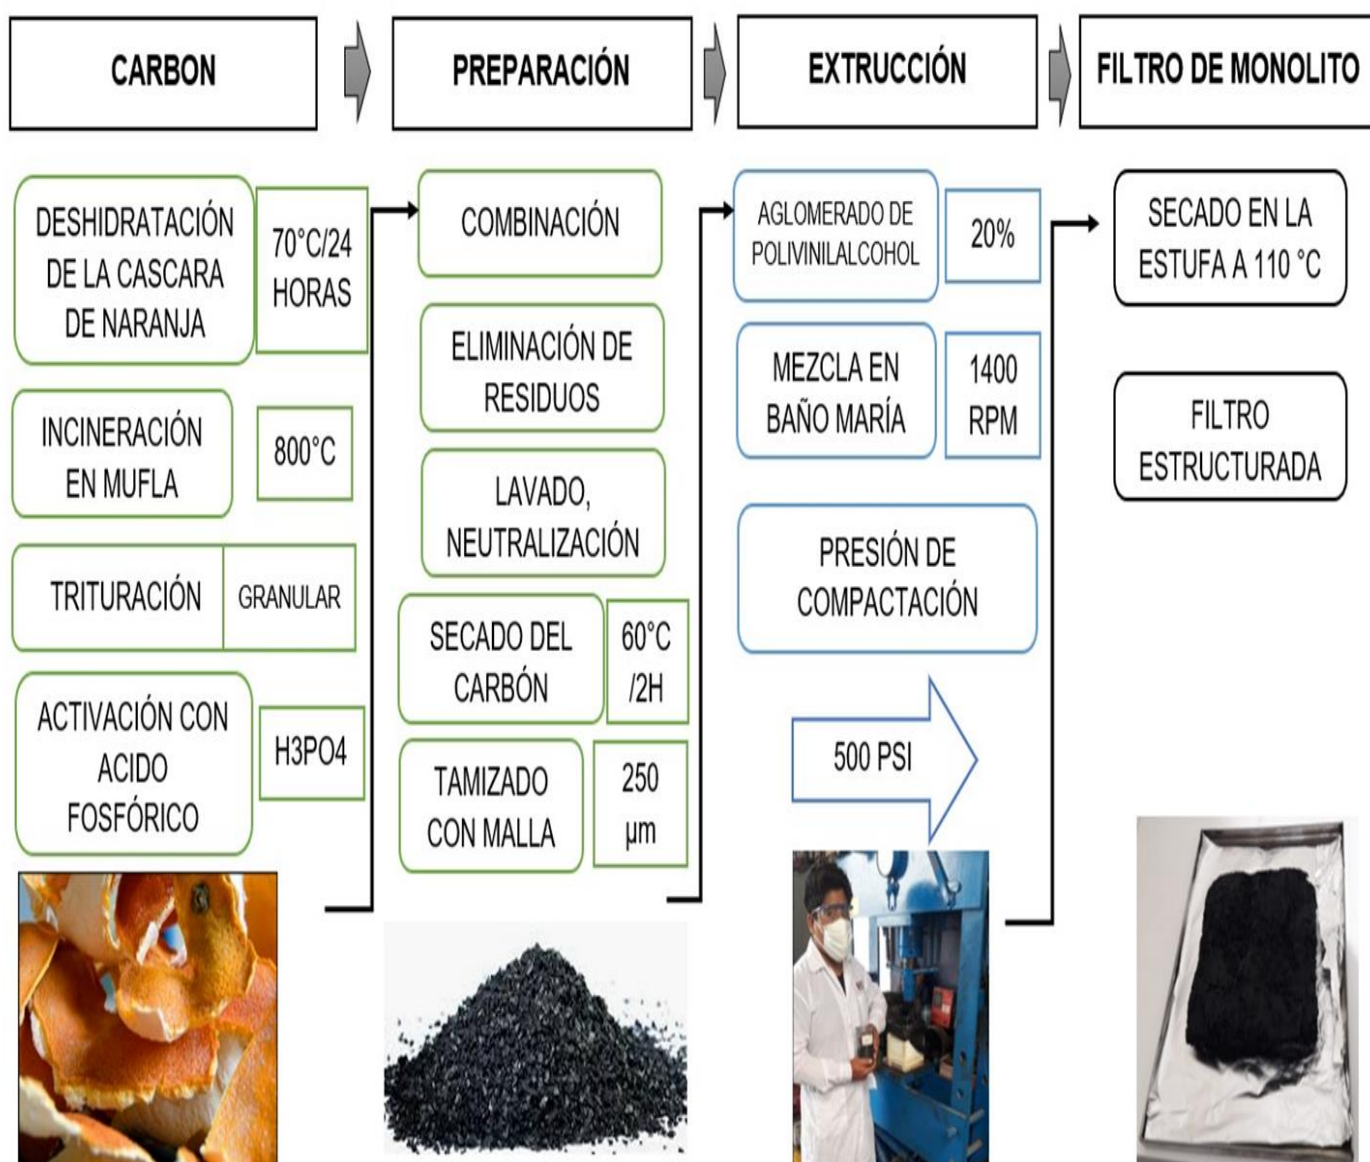 CARBON
PREPARACIÓN
EXTRUCCIÓN
FILTRO DE MONOLITO
DESHIDRATACIÓN
DE LA CASCARA
DE NARANJA
70°C/24
HORAS
INCINERACIÓN
EN MUFLA
800°C
TRITURACIÓN
GRANULAR
ACTIVACIÓN CON
ACIDO
FOSFÓRICO
H3PO4
COMBINACIÓN
ELIMINACIÓN DE
RESIDUOS
LAVADO,
NEUTRALIZACIÓN
SECADO DEL
CARBÓN
60°C
/2H
TAMIZADO
CON MALLA
250
µm
AGLOMERADO DE
POLIVINILALCOHOL
20%
MEZCLA EN
BAÑO MARÍA
1400
RPM
PRESIÓN DE
COMPACTACIÓN
500 PSI
SECADO EN LA
ESTUFA A 110 °C
FILTRO
ESTRUCTURADA